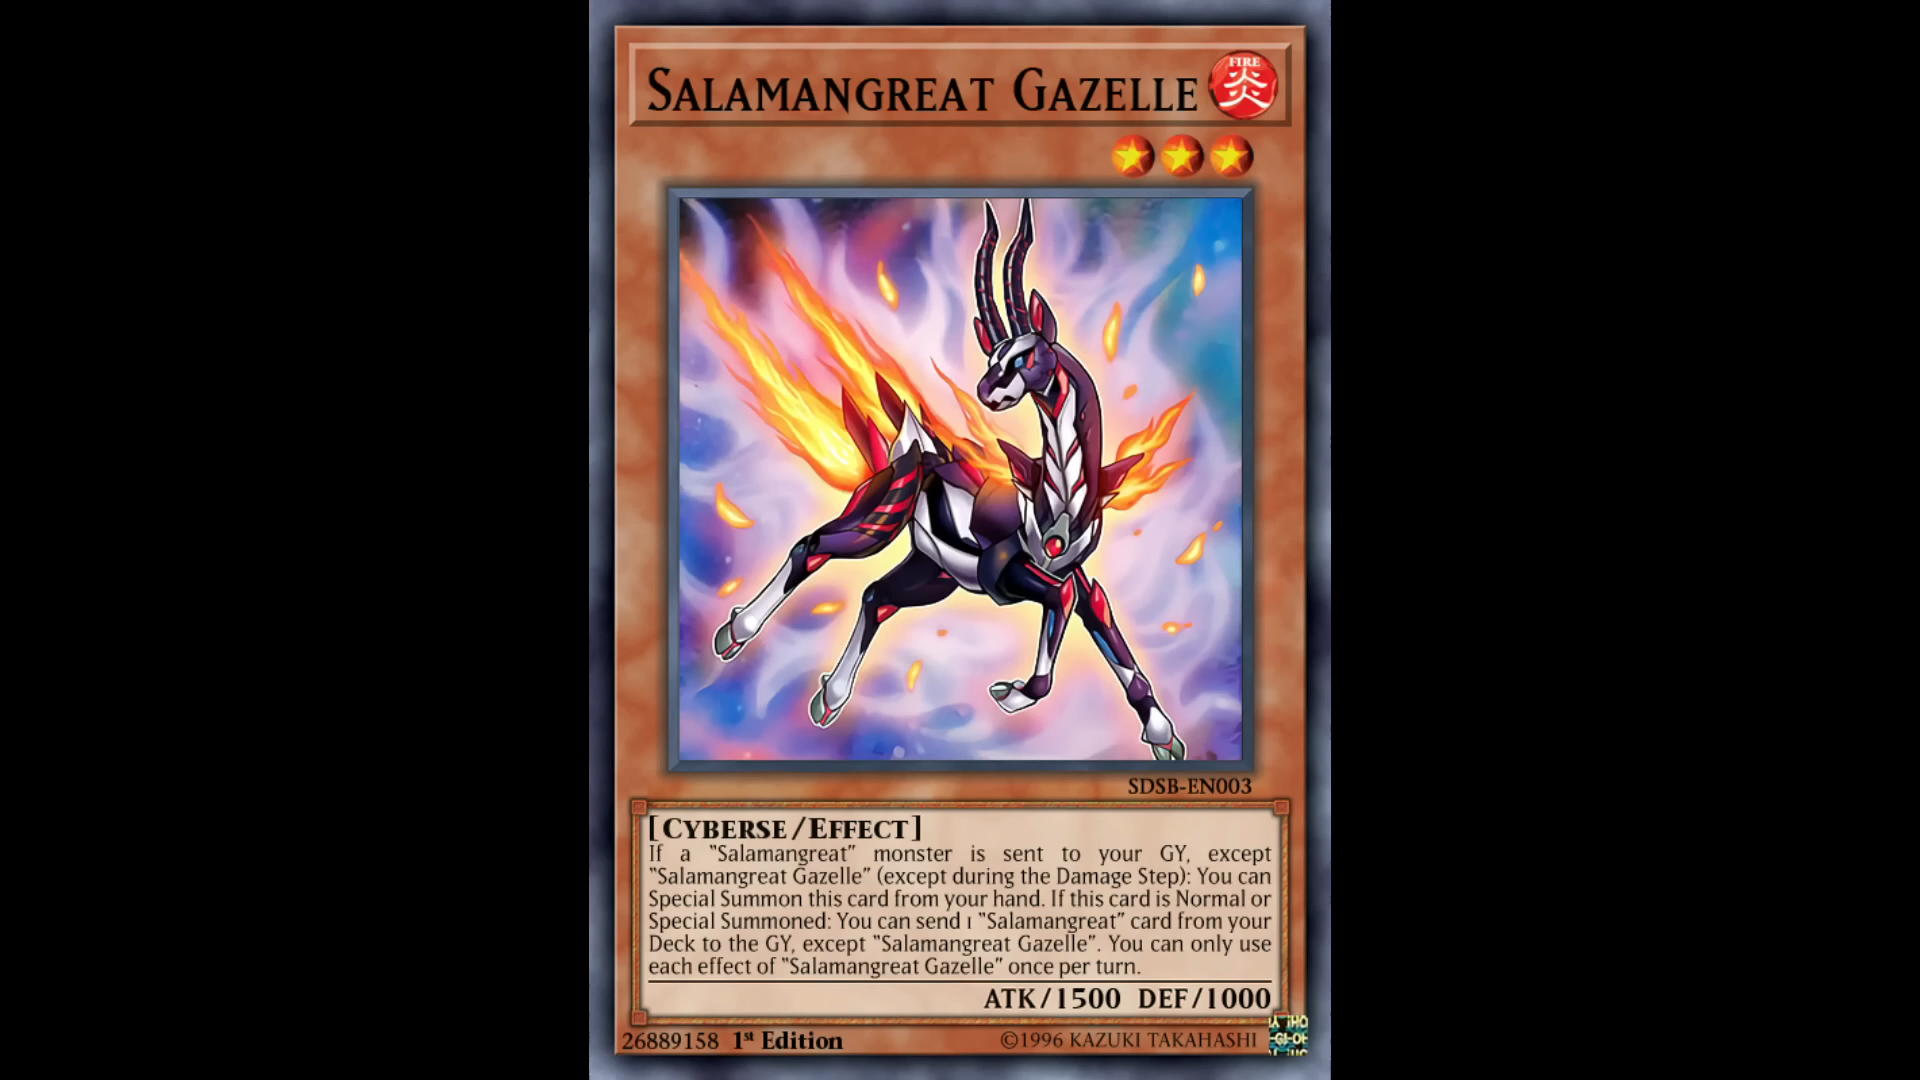 SALAMANGREAT GAZELLE
FIRE
炎
SDSB-EN003
[CYBERSE/EFFECT]
If a "Salamangreat" monster is sent to your GY, except
"Salamangreat Gazelle" (except during the Damage Step): You can
Special Summon this card from your hand. If this card is Normal or
Special Summoned: You can send 1 "Salamangreat" card from your
Deck to the GY, except "Salamangreat Gazelle". You can only use
each effect of "Salamangreat Gazelle" once per turn.
ATK/1500 DEF/1000
26889158 1st Edition ©1996 KAZUKI TAKAHASHI